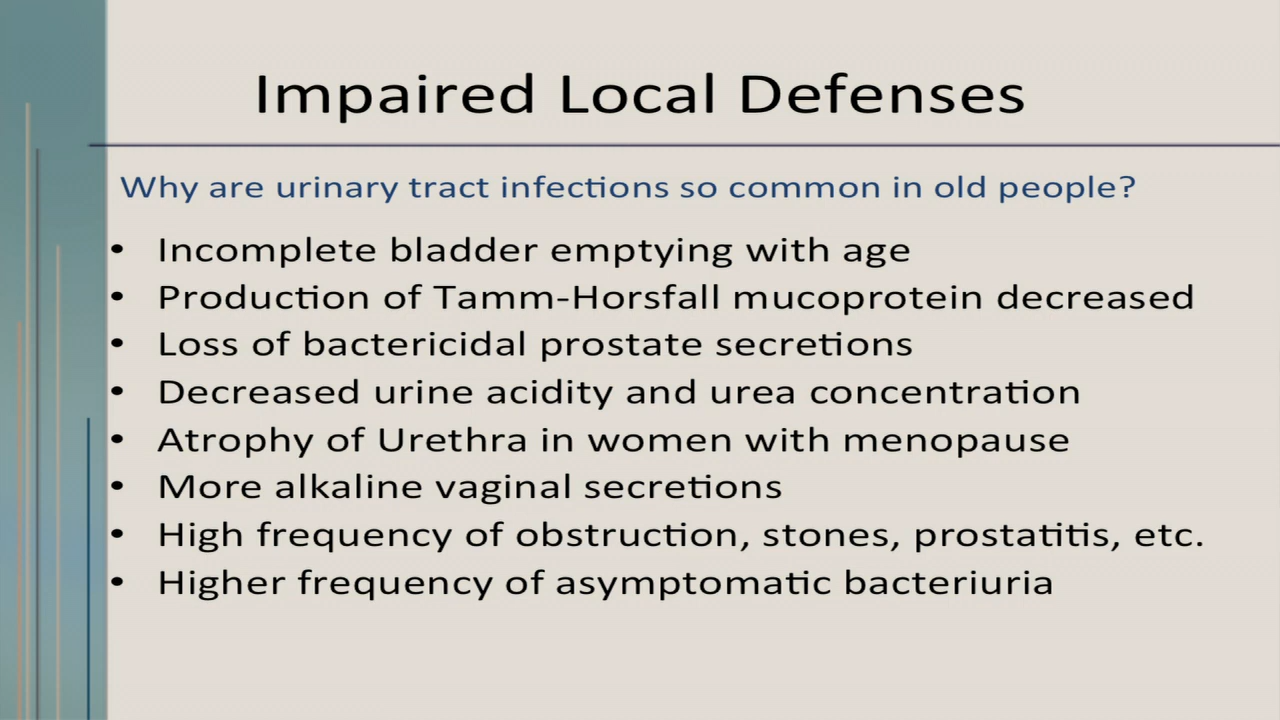 Impaired Local Defenses
Why are urinary tract infections so common in old people?
• Incomplete bladder emptying with age
• Production of Tamm-Horsfall mucoprotein decreased
• Loss of bactericidal prostate secretions
• Decreased urine acidity and urea concentration
• Atrophy of Urethra in women with menopause
• More alkaline vaginal secretions
• High frequency of obstruction, stones, prostatitis, etc.
• Higher frequency of asymptomatic bacteriuria